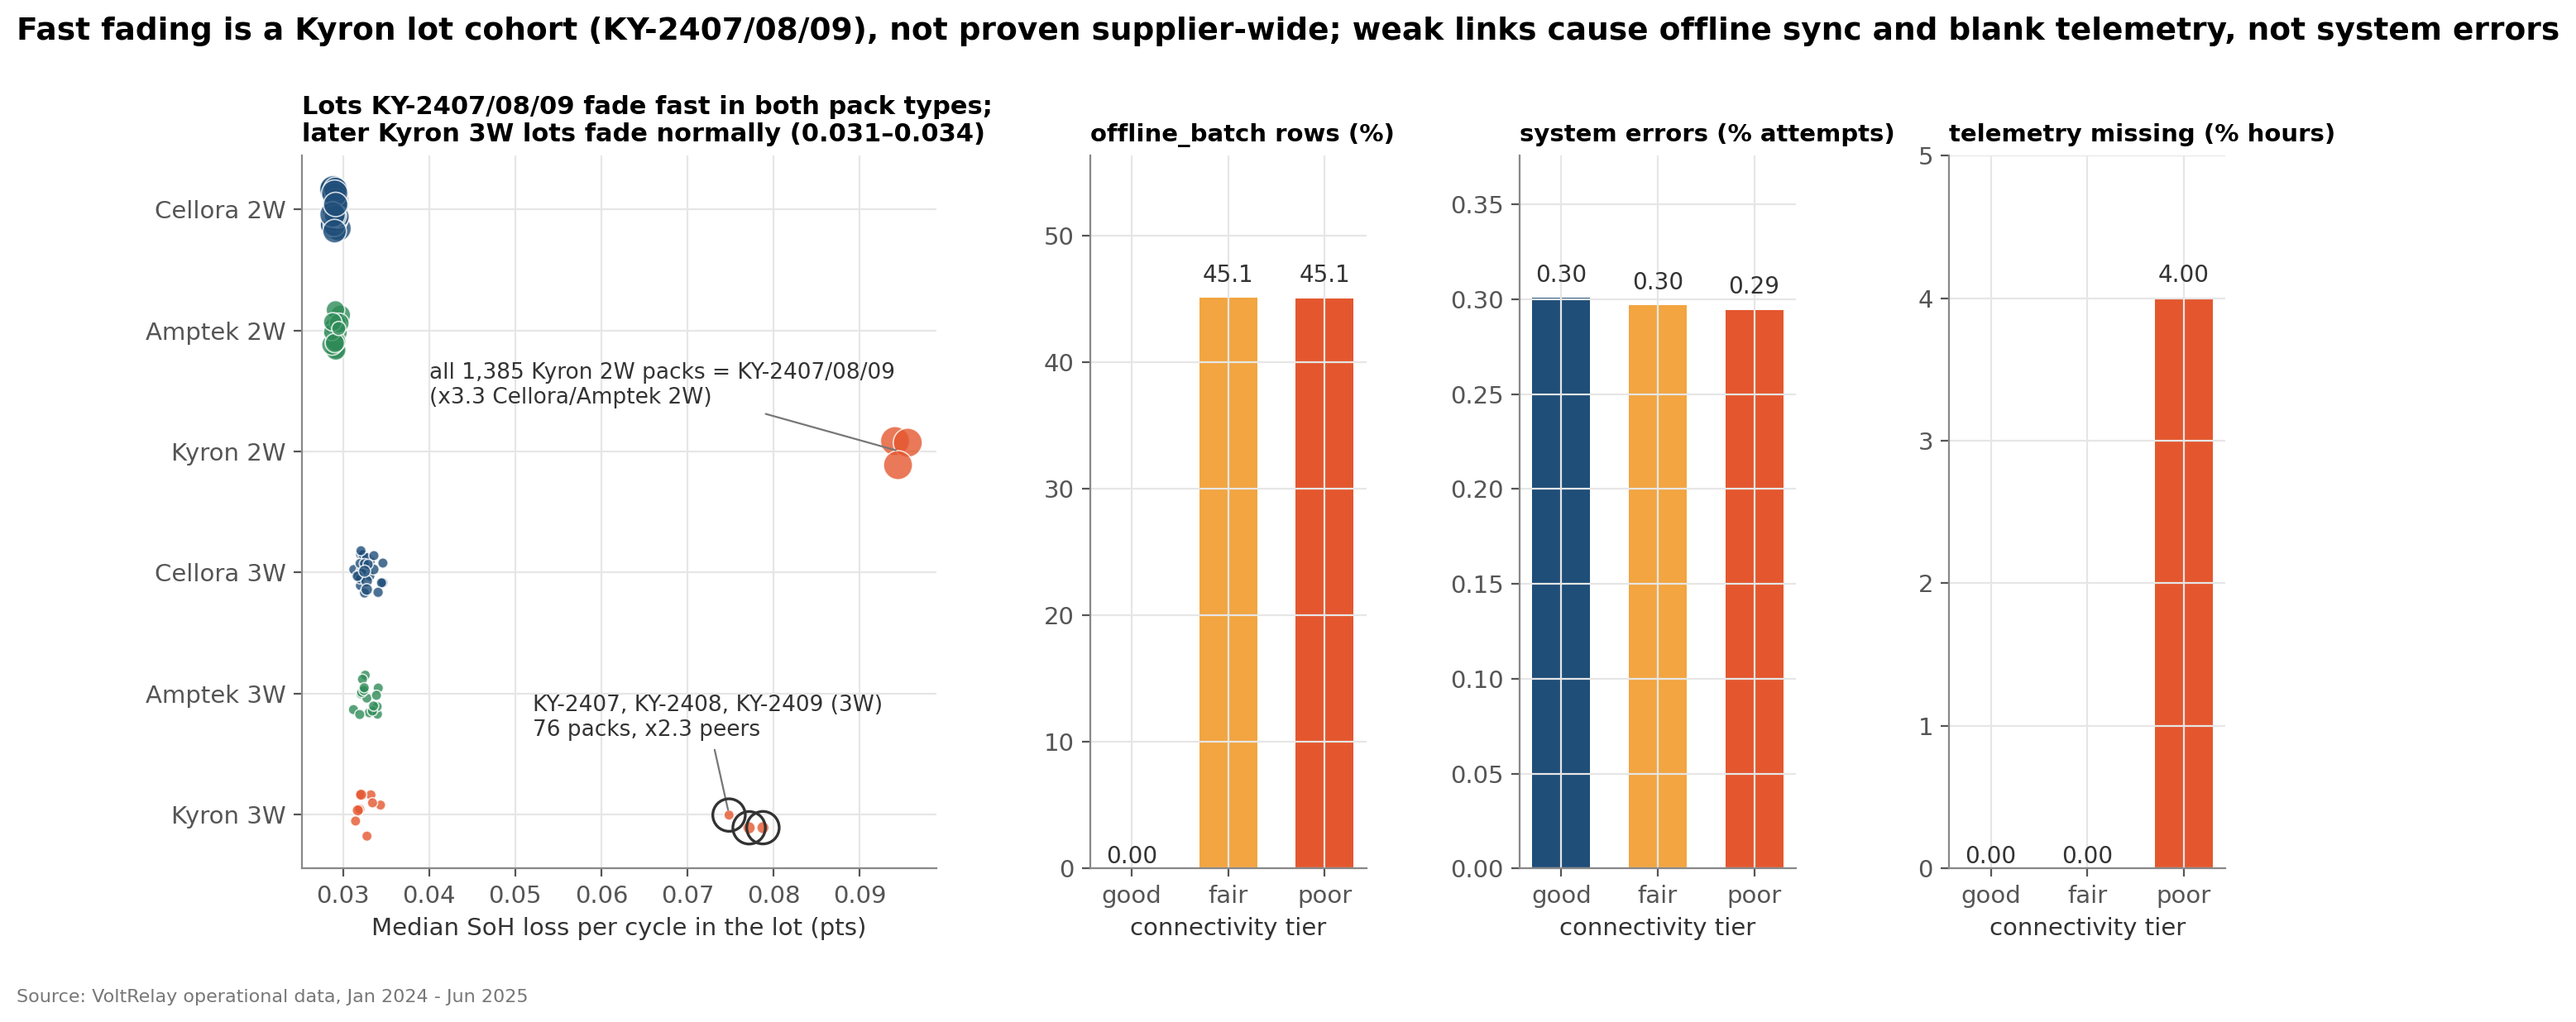 Fast fading is a Kyron lot cohort (KY-2407/08/09), not proven supplier-wide; weak links cause offline sync and blank telemetry, not system errors
Lots KY-2407/08/09 fade fast in both pack types;
later Kyron 3W lots fade normally (0.031–0.034)
Cellora 2W
Amptek 2W
Kyron 2W
Cellora 3W
Amptek 3W
Kyron 3W
all 1,385 Kyron 2W packs = KY-2407/08/09
(x3.3 Cellora/Amptek 2W)
KY-2407, KY-2408, KY-2409 (3W)
76 packs, x2.3 peers
0.03 0.04 0.05 0.06 0.07 0.08 0.09
Median SoH loss per cycle in the lot (pts)
offline_batch rows (%)
50
40
30
20
10
0
0.00 45.1 45.1
good fair poor
connectivity tier
system errors (% attempts)
0.35
0.30
0.25
0.20
0.15
0.10
0.05
0.00
0.30 0.30 0.29
good fair poor
connectivity tier
telemetry missing (% hours)
5
4
3
2
1
0
0.00 0.00 4.00
good fair poor
connectivity tier
Source: VoltRelay operational data, Jan 2024 - Jun 2025